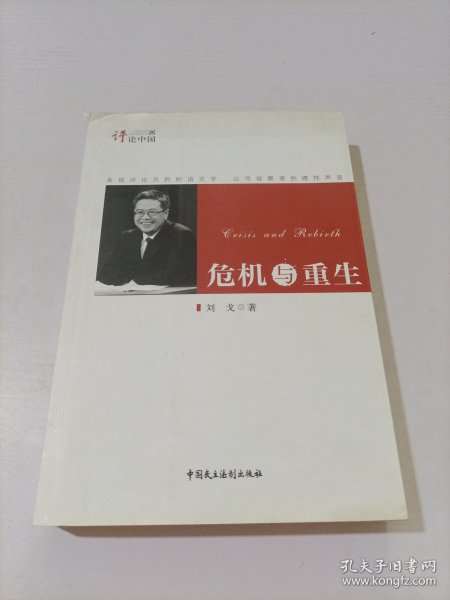 评论中国
央视评论员的妙语文字 公司观察者的理性声音
Crisis and Rebirth
危机与重生
刘 戈 著
中国民主法制出版社
孔夫子旧书网
www.kongfz.com